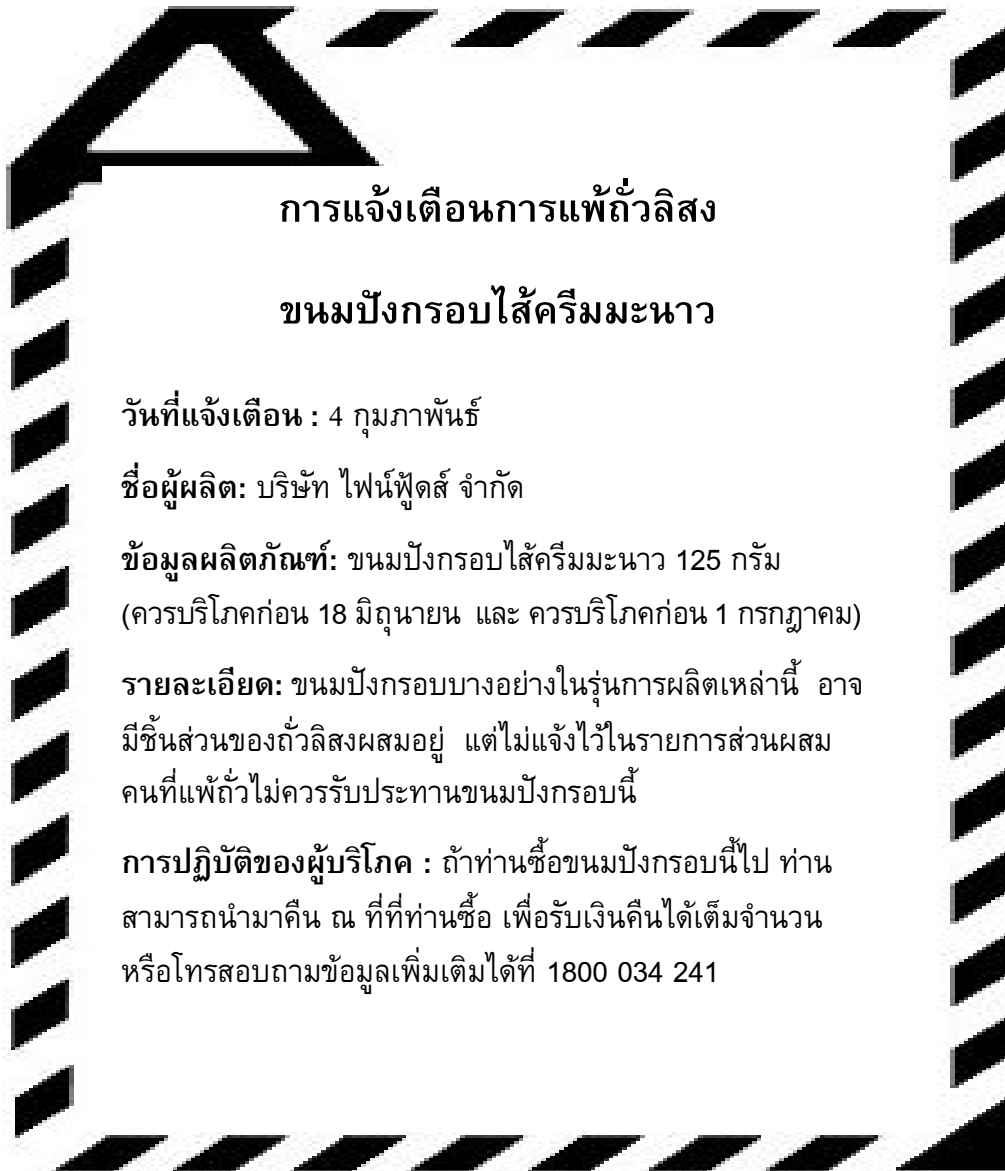 การแจ้งเตือนการแพ้ถั่วลิสง
ขนมปังกรอบไส้ครีมมะนาว
วันที่แจ้งเตือน : 4 กุมภาพันธ์
ชื่อผู้ผลิต: บริษัท ไฟน์ฟู้ดส์ จำกัด
ข้อมูลผลิตภัณฑ์: ขนมปังกรอบไส้ครีมมะนาว 125 กรัม
(ควรบริโภคก่อน 18 มิถุนายน และ ควรบริโภคก่อน 1 กรกฎาคม)
รายละเอียด: ขนมปังกรอบบางอย่างในรุ่นการผลิตเหล่านี้ อาจ
มีชิ้นส่วนของถั่วลิสงผสมอยู่ แต่ไม่แจ้งไว้ในรายการส่วนผสม
คนที่แพ้ถั่วไม่ควรรับประทานขนมปังกรอบนี้
การปฏิบัติของผู้บริโภค : ถ้าท่านซื้อขนมปังกรอบนี้ไป ท่าน
สามารถนำมาคืน ณ ที่ที่ท่านซื้อ เพื่อรับเงินคืนได้เต็มจำนวน
หรือโทรสอบถามข้อมูลเพิ่มเติมได้ที่ 1800 034 241